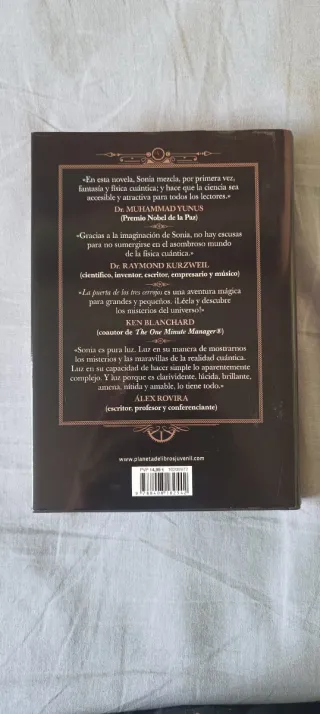 «En esta novela, Sonia mezcla, por primera vez,
fantasía y física cuántica; y hace que la ciencia sea
accesible y atractiva para todos los lectores.»
Dr. MUHAMMAD YUNUS
(Premio Nobel de la Paz)
«Gracias a la imaginación de Sonia, no hay excusas
para no sumergirse en el asombroso mundo
de la física cuántica.»
Dr. RAYMOND KURZWEIL
(científico, inventor, escritor, empresario y músico)
«La puerta de los tres cerrojos es una aventura mágica
para grandes y pequeños. ¡Léela y descubre
los misterios del universo!»
KEN BLANCHARD
(coautor de The One Minute Manager®)
«Sonia es pura luz. Luz en su manera de mostrarnos
los misterios y las maravillas de la realidad cuántica.
Luz en su capacidad de hacer simple lo aparentemente
complejo. Y luz porque es clarividente, lúcida, brillante,
amena, nítida y amable, lo tiene todo.»
ÁLEX ROVIRA
(escritor, profesor y conferenciante)
www.planetadelibrosjuvenil.com
PVP 14,95 €